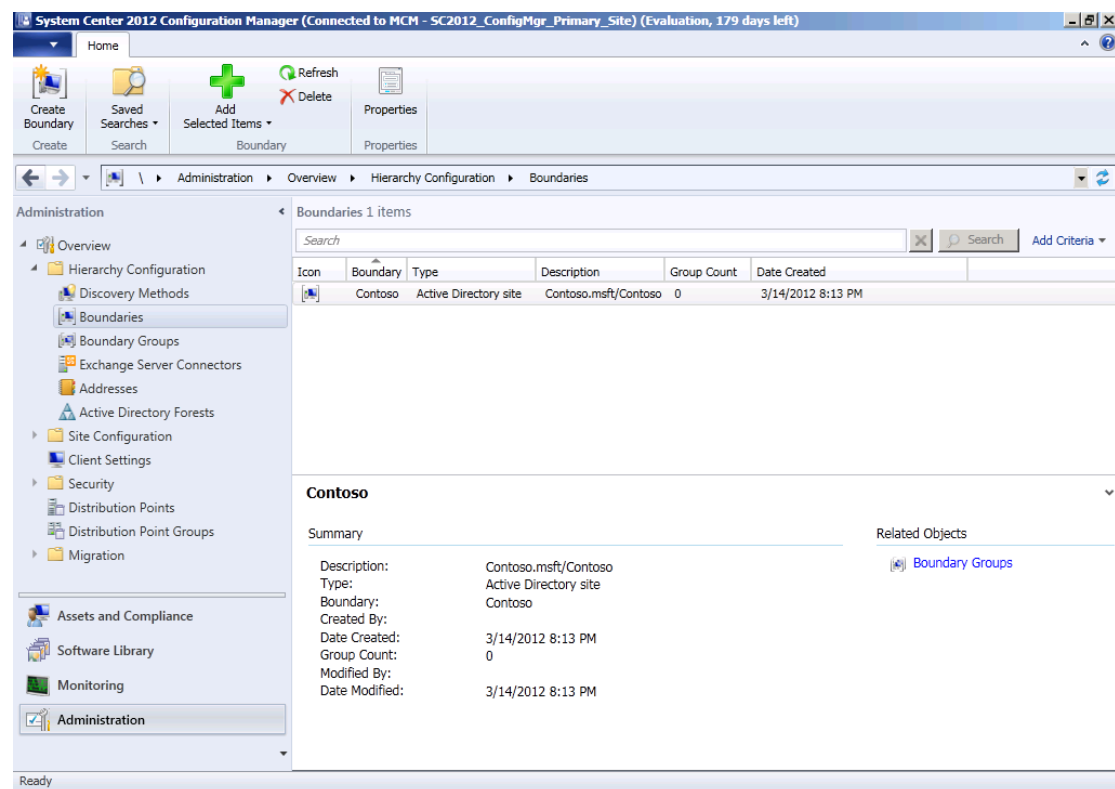 System Center 2012 Configuration Manager (Connected to MCM - SC2012_ConfigMgr_Primary_Site) (Evaluation, 179 days left)
Home
Create Boundary
Saved Searches
Add Selected Items
Refresh
Delete
Properties
Create
Search
Boundary
Properties
\ Administration Overview Hierarchy Configuration Boundaries
Administration
Overview
Hierarchy Configuration
Discovery Methods
Boundaries
Boundary Groups
Exchange Server Connectors
Addresses
Active Directory Forests
Site Configuration
Client Settings
Security
Distribution Points
Distribution Point Groups
Migration
Assets and Compliance
Software Library
Monitoring
Administration
Boundaries 1 items
Search Search Add Criteria
Icon Boundary Type Description Group Count Date Created
Contoso Active Directory site Contoso.msft/Contoso 0 3/14/2012 8:13 PM
Contoso
Summary
Description: Contoso.msft/Contoso
Type: Active Directory site
Boundary: Contoso
Created By:
Date Created: 3/14/2012 8:13 PM
Group Count: 0
Modified By:
Date Modified: 3/14/2012 8:13 PM
Related Objects
Boundary Groups
Ready